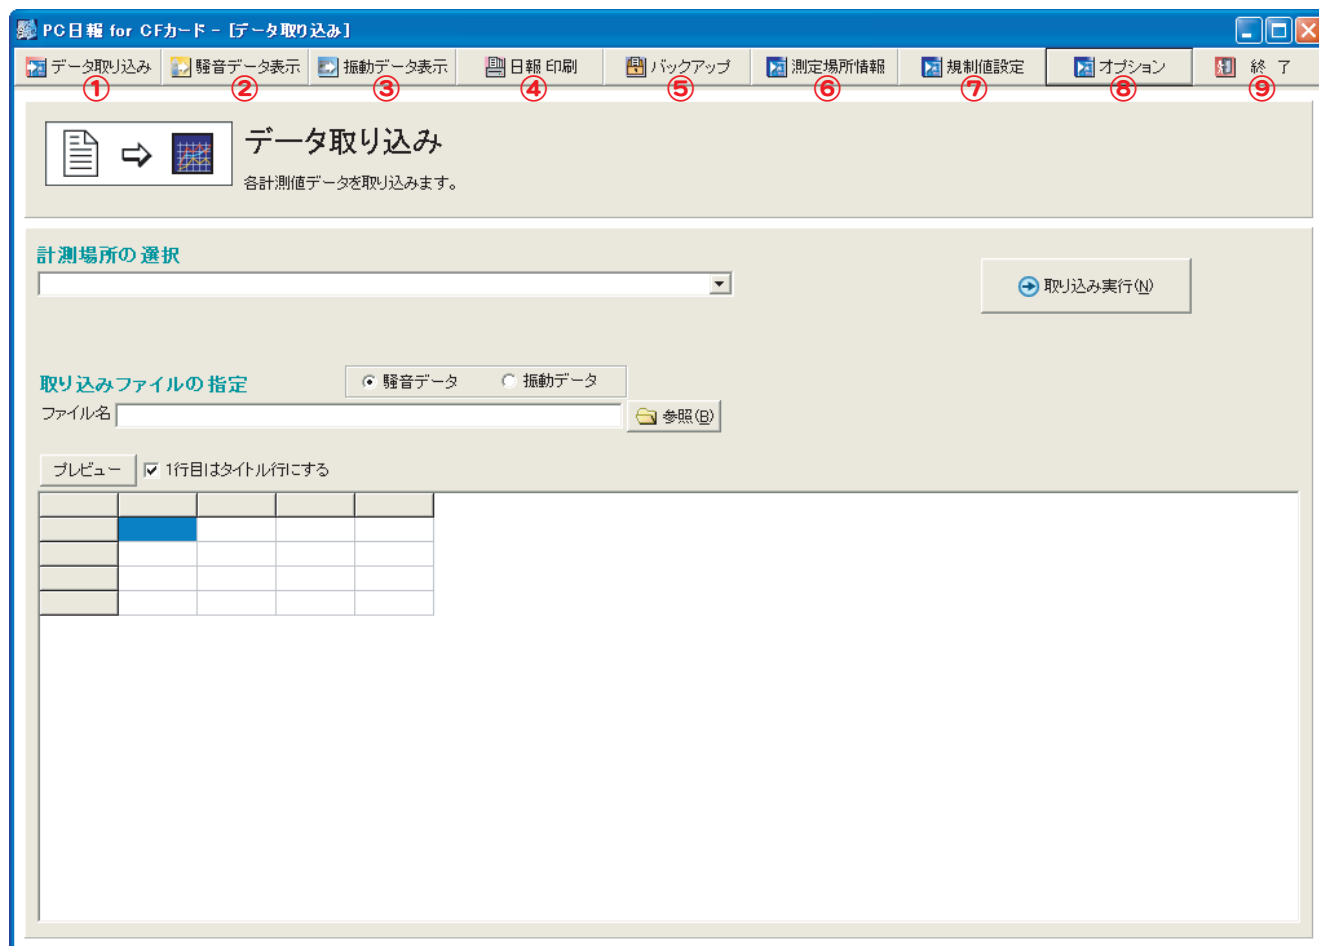 PC日報 for CFカード - [データ取り込み]
データ取り込み 騒音データ表示 振動データ表示 日報印刷 バックアップ 測定場所情報 規制値設定 オプション 終 了
① ② ③ ④ ⑤ ⑥ ⑦ ⑧ ⑨
データ取り込み
各計測値データを取り込みます。
計測場所の選択
取り込み実行(N)
取り込みファイルの指定 騒音データ 振動データ
ファイル名 参照(B)
プレビュー 1行目はタイトル行にする